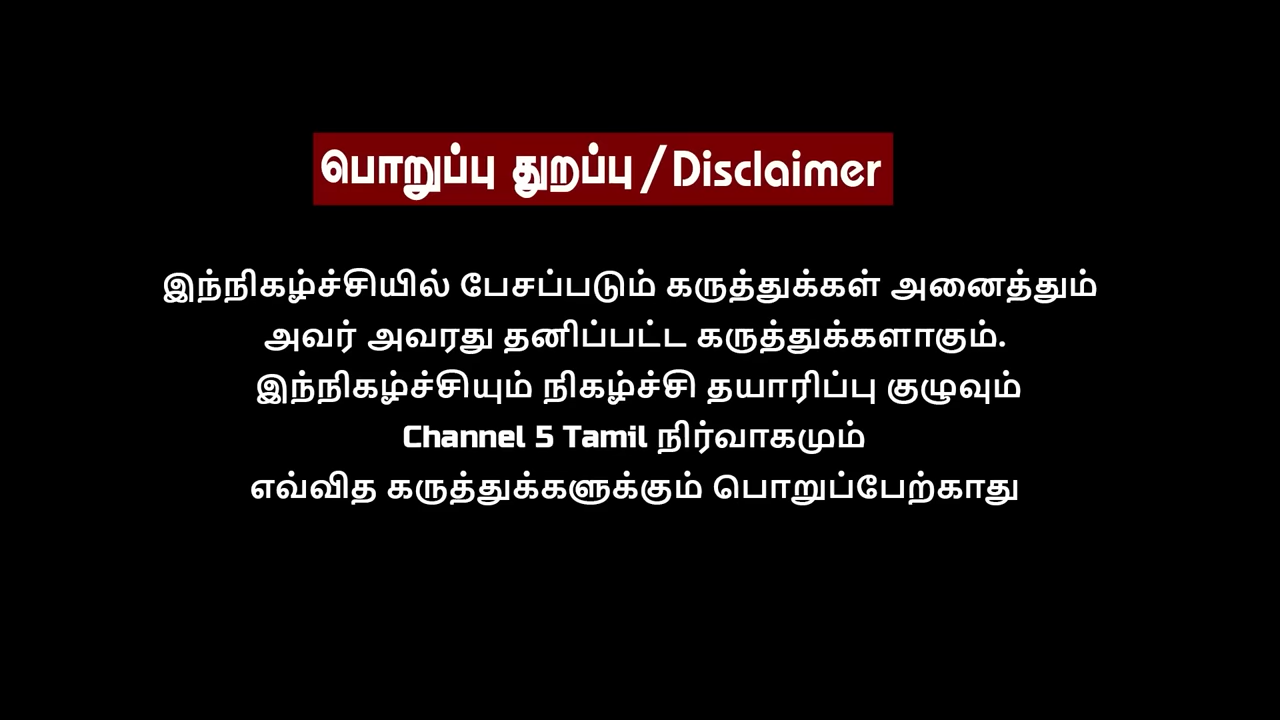 பொறுப்பு துறப்பு/Disclaimer
இந்நிகழ்ச்சியில் பேசப்படும் கருத்துக்கள் அனைத்தும்
அவர் அவரது தனிப்பட்ட கருத்துக்களாகும்.
இந்நிகழ்ச்சியும் நிகழ்ச்சி தயாரிப்பு குழுவும்
Channel 5 Tamil நிர்வாகமும்
எவ்வித கருத்துக்களுக்கும் பொறுப்பேற்காது